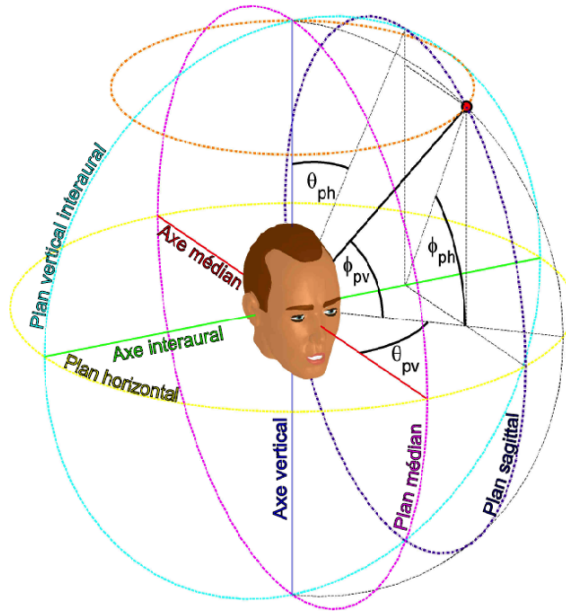 Plan vertical interaural
θph
Axe médian
ϕpv
ϕph
Axe interaural
Plan horizontal
θpv
Axe vertical
Plan médian
Plan sagittal